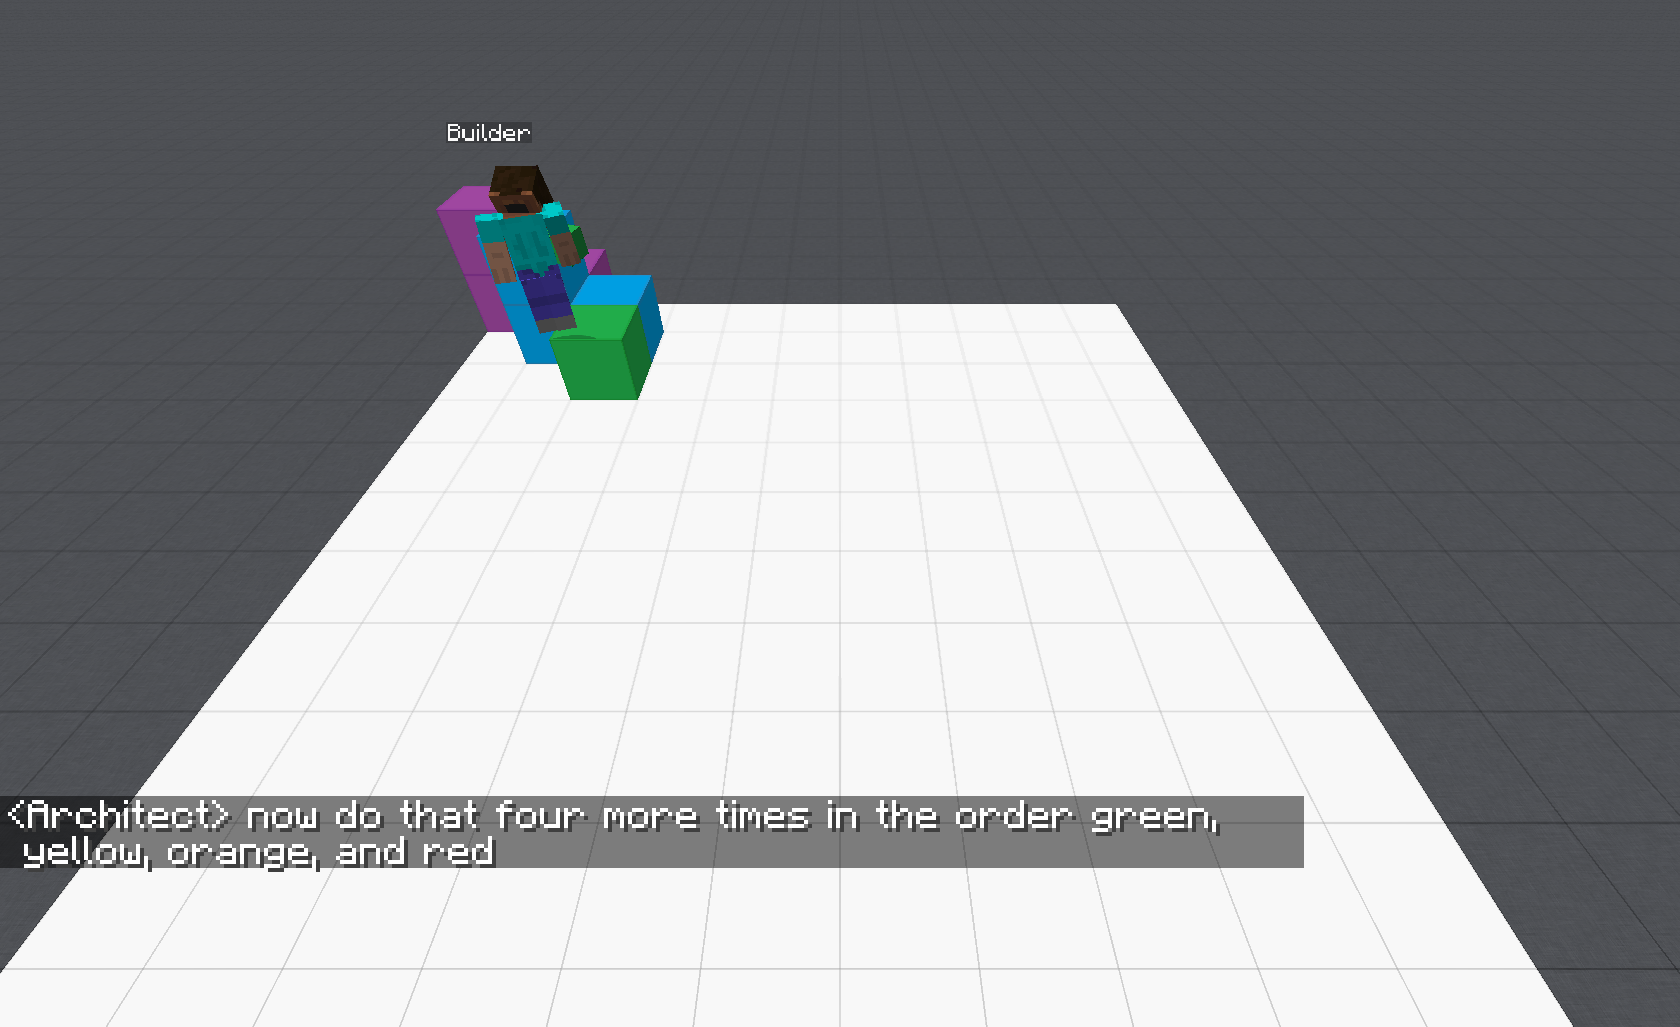 Builder
<Architect> now do that four more times in the order green,
yellow, orange, and red